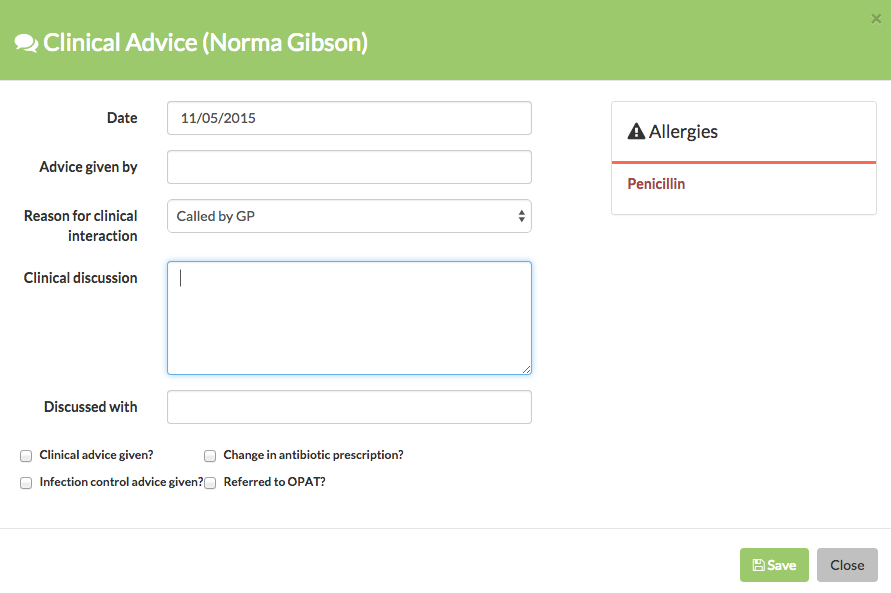 ×
Clinical Advice (Norma Gibson)
Date
11/05/2015
Advice given by
Reason for clinical
interaction
Called by GP
Clinical discussion
Discussed with
Clinical advice given?
Change in antibiotic prescription?
Infection control advice given?
Referred to OPAT?
Allergies
Penicillin
Save
Close